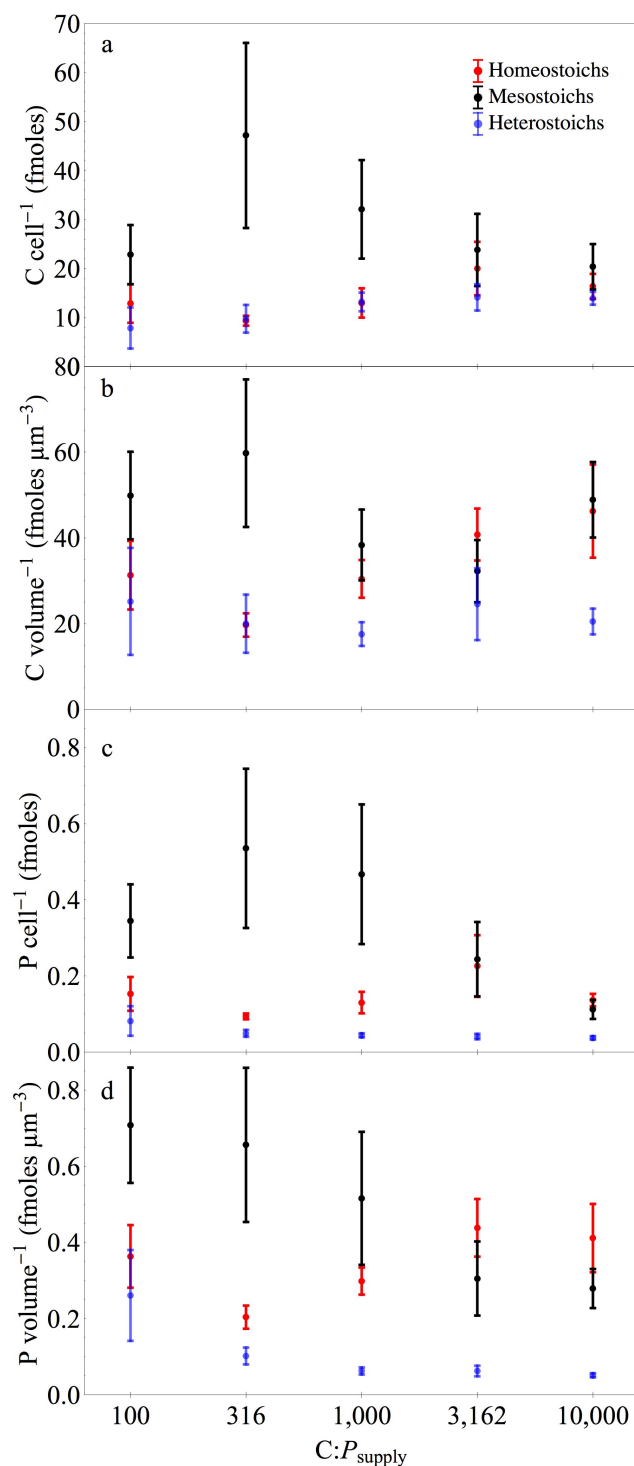 a
70
60
50
40
30
20
10
C cell⁻¹ (fmoles)
Homeostoichs
Mesostoichs
Heterostoichs
b
80
60
40
20
0
C volume⁻¹ (fmoles μm⁻³)
c
0.8
0.6
0.4
0.2
0.0
P cell⁻¹ (fmoles)
d
0.8
0.6
0.4
0.2
0.0
P volume⁻¹ (fmoles μm⁻³)
100 316 1,000 3,162 10,000
C:Psupply